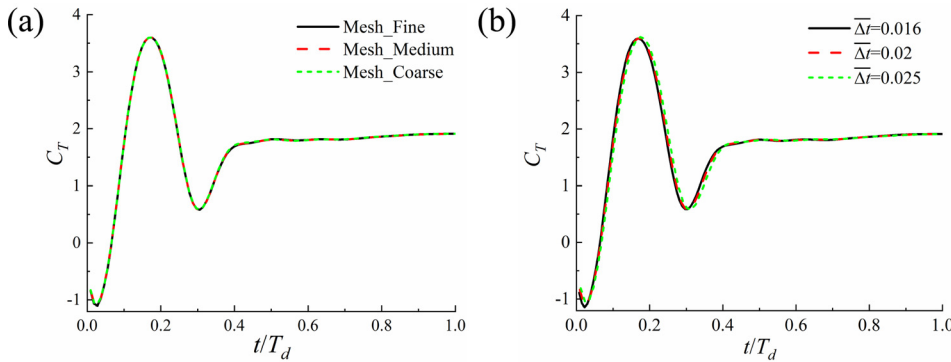 (a)
Mesh_Fine
Mesh_Medium
Mesh_Coarse
4
3
2
1
0
-1
C_T
0.0 0.2 0.4 0.6 0.8 1.0
t/T_d
(b)
Δt=0.016
Δt=0.02
Δt=0.025
4
3
2
1
0
-1
C_T
0.0 0.2 0.4 0.6 0.8 1.0
t/T_d